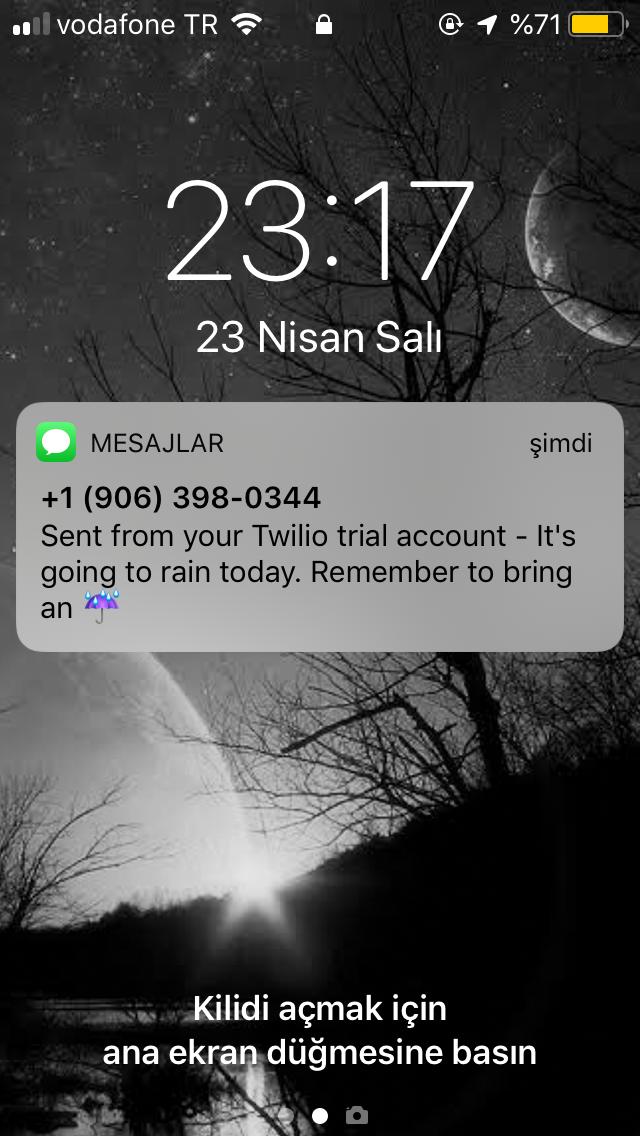 vodafone TR %71
23:17
23 Nisan Salı
MESAJLAR şimdi
+1 (906) 398-0344
Sent from your Twilio trial account - It's
going to rain today. Remember to bring
an ☔
Kilidi açmak için
ana ekran düğmesine basın